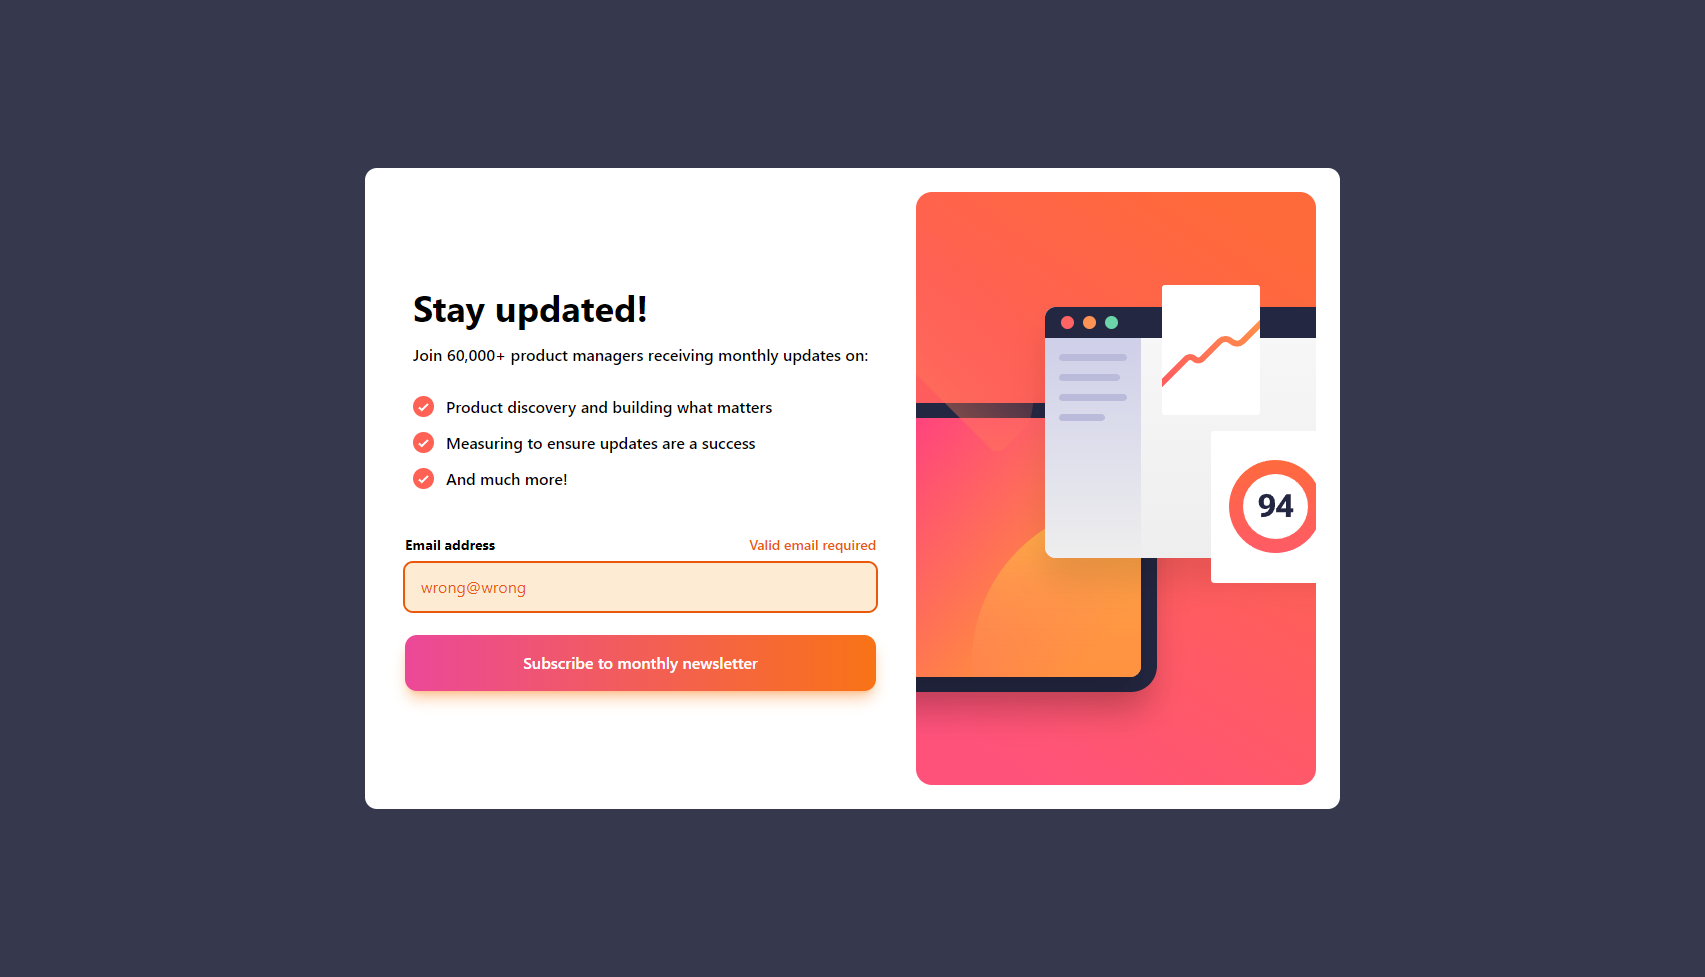 Stay updated!
Join 60,000+ product managers receiving monthly updates on:
Product discovery and building what matters
Measuring to ensure updates are a success
And much more!
Email address
Valid email required
wrong@wrong
Subscribe to monthly newsletter
94